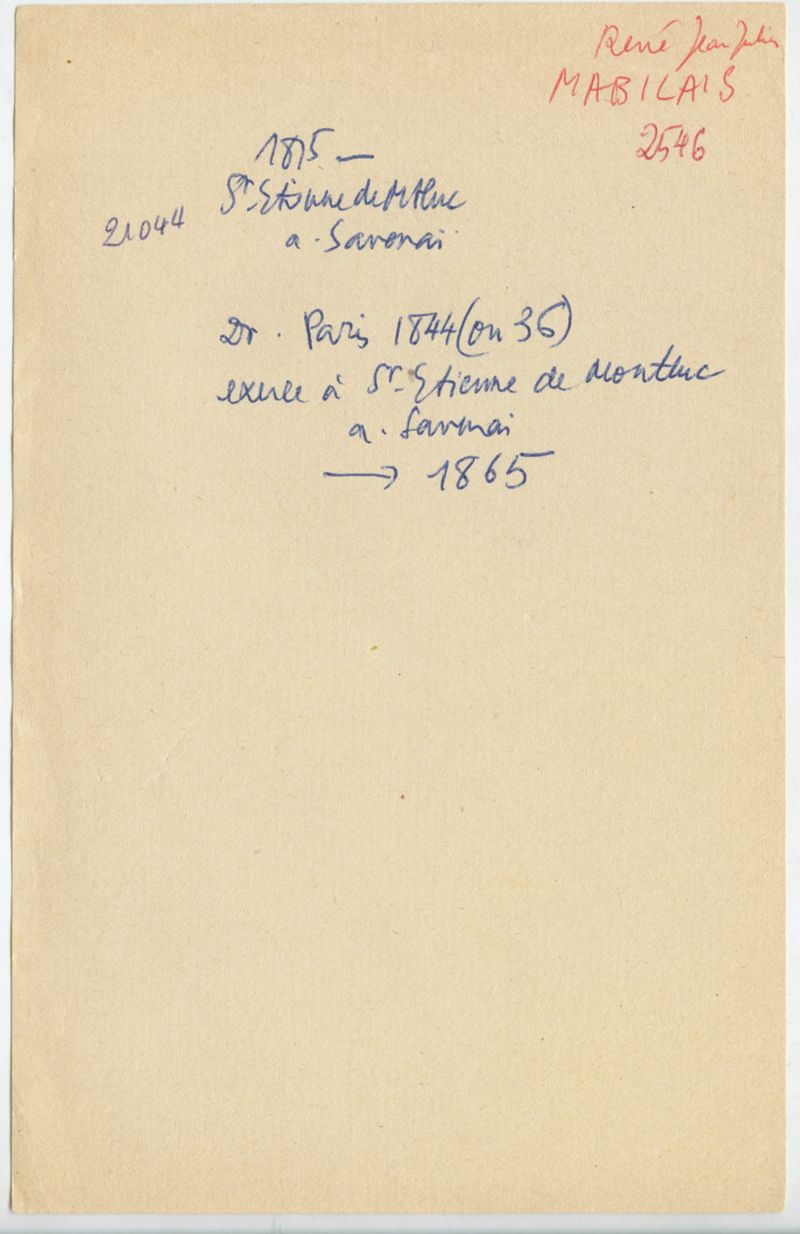 René Jean Julien
MABILAIS
2546
1815 —
St-Etienne de Mtluc
21044
a. Savenai
Dr. Paris 1844 (ou 36)
exerce à St-Etienne de Montluc
a. Savenai
→ 1865